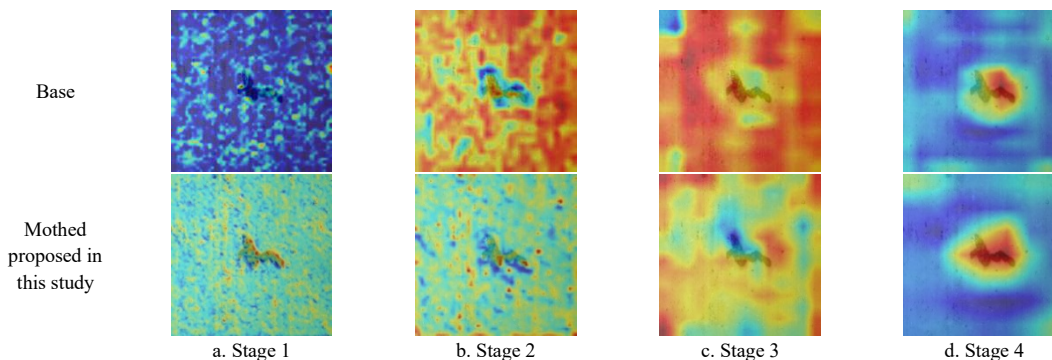 Base
Mothed
proposed in
this study
a. Stage 1
b. Stage 2
c. Stage 3
d. Stage 4